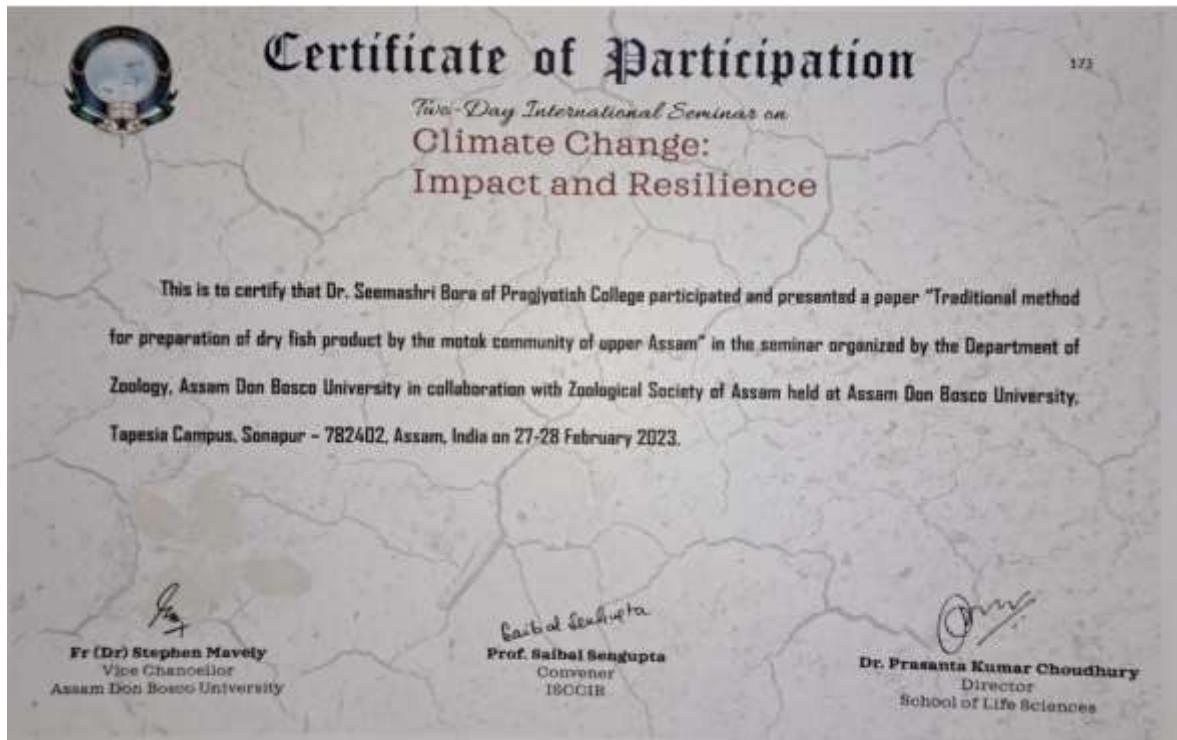 Certificate of Participation
173
Two-Day International Seminar on
Climate Change:
Impact and Resilience
This is to certify that Dr. Seemashri Bora of Pragjyotish College participated and presented a paper "Traditional method
for preparation of dry fish product by the motok community of upper Assam" in the seminar organized by the Department of
Zoology, Assam Don Bosco University in collaboration with Zoological Society of Assam held at Assam Don Bosco University,
Tapesia Campus, Sonapur – 782402, Assam, India on 27-28 February 2023.
Saibal Sengupta
Fr (Dr) Stephen Mavely
Vice Chancellor
Assam Don Bosco University
Prof. Saibal Sengupta
Convener
ISCCIR
Dr. Prasanta Kumar Choudhury
Director
School of Life Sciences